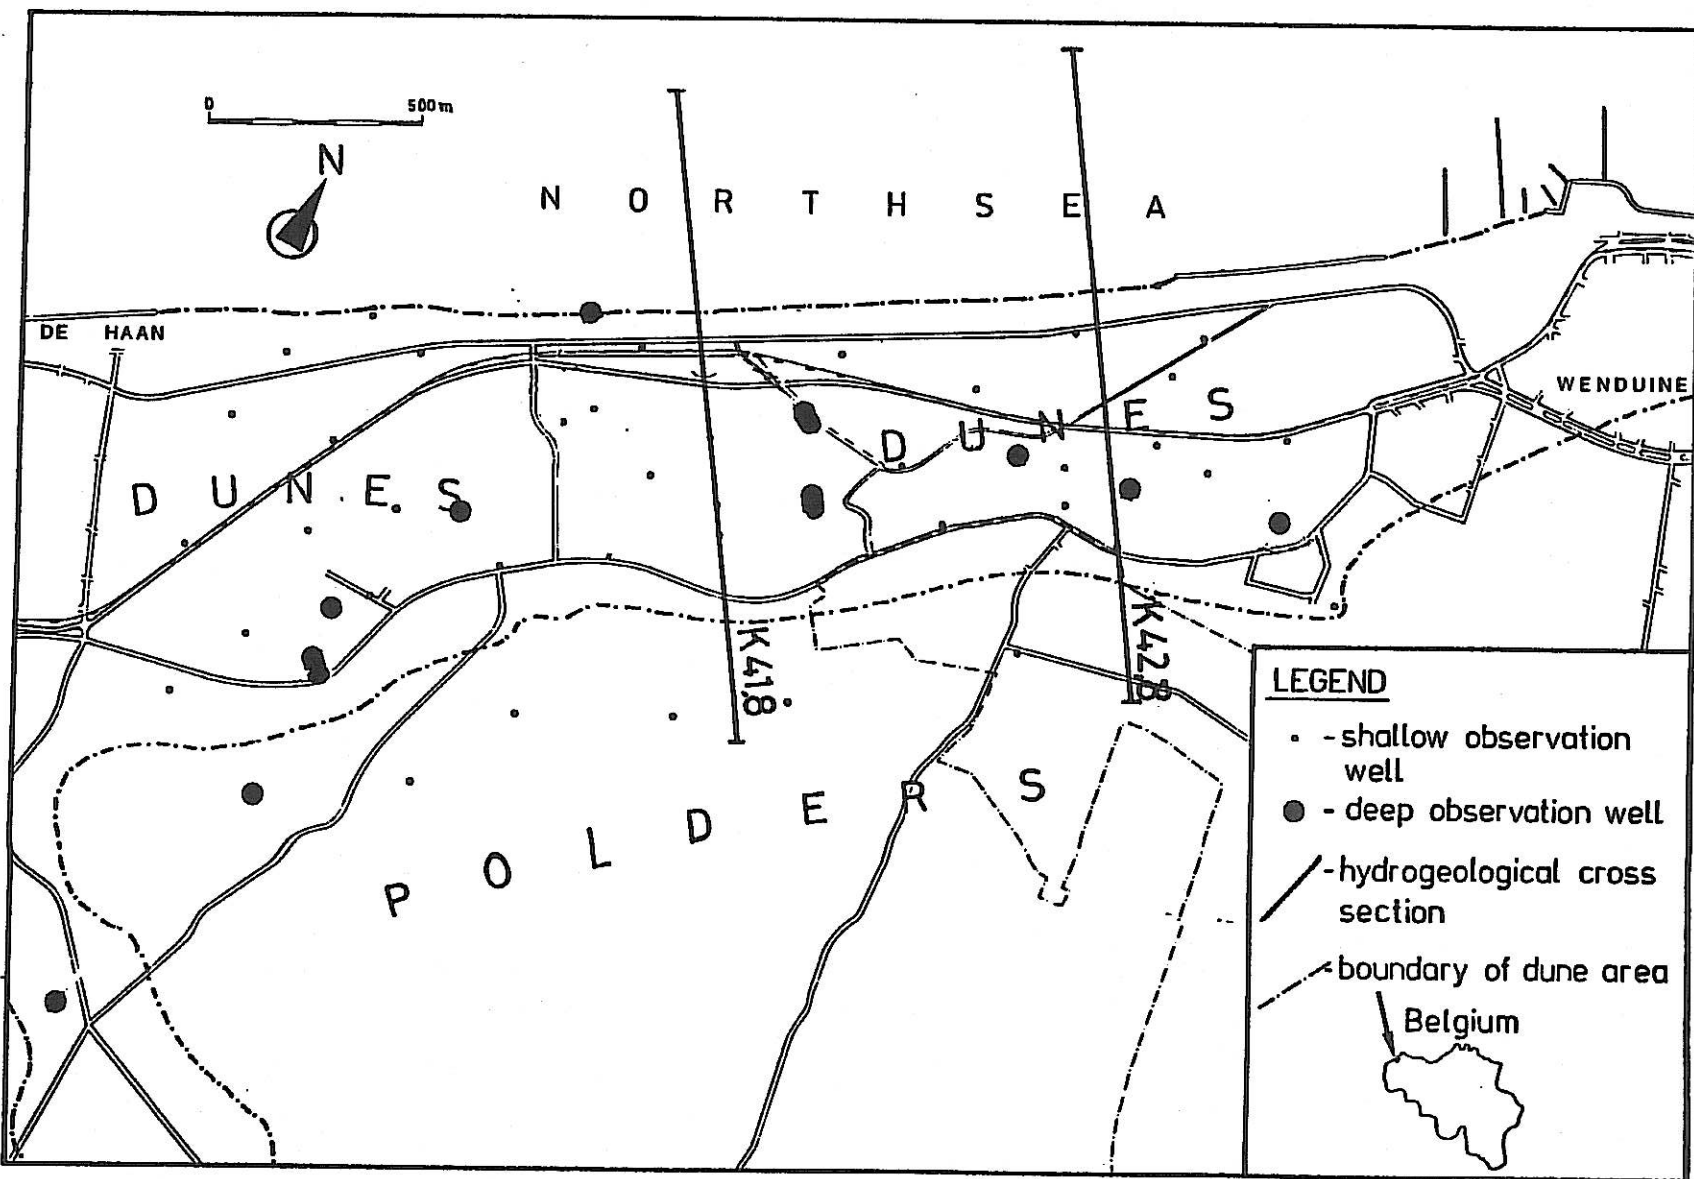 0 500m
N
N O R T H S E A
DE HAAN
WENDUINE
D U N E S
D U N E S
K41,8
K42,8
P O L D E R S
LEGEND
- shallow observation
well
- deep observation well
- hydrogeological cross
section
- boundary of dune area
Belgium